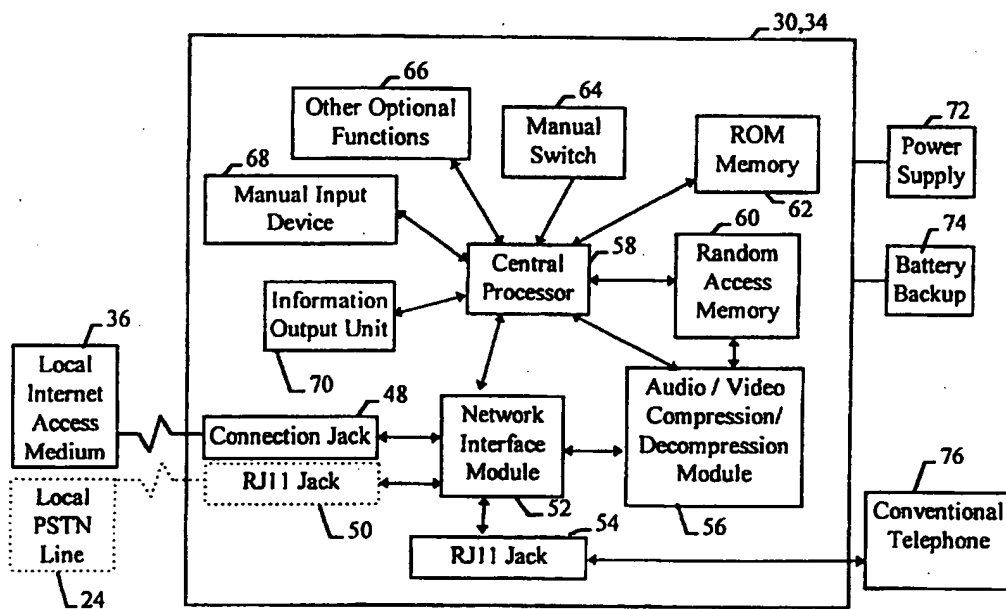 30,34
66
Other Optional
Functions
64
Manual
Switch
ROM
Memory
62
72
Power
Supply
68
Manual Input
Device
60
Random
Access
Memory
74
Battery
Backup
58
Central
Processor
Information
Output Unit
70
36
Local
Internet
Access
Medium
48
Connection Jack
Network
Interface
Module
52
Audio / Video
Compression/
Decompression
Module
56
RJ11 Jack
50
Local
PSTN
Line
24
54
RJ11 Jack
76
Conventional
Telephone